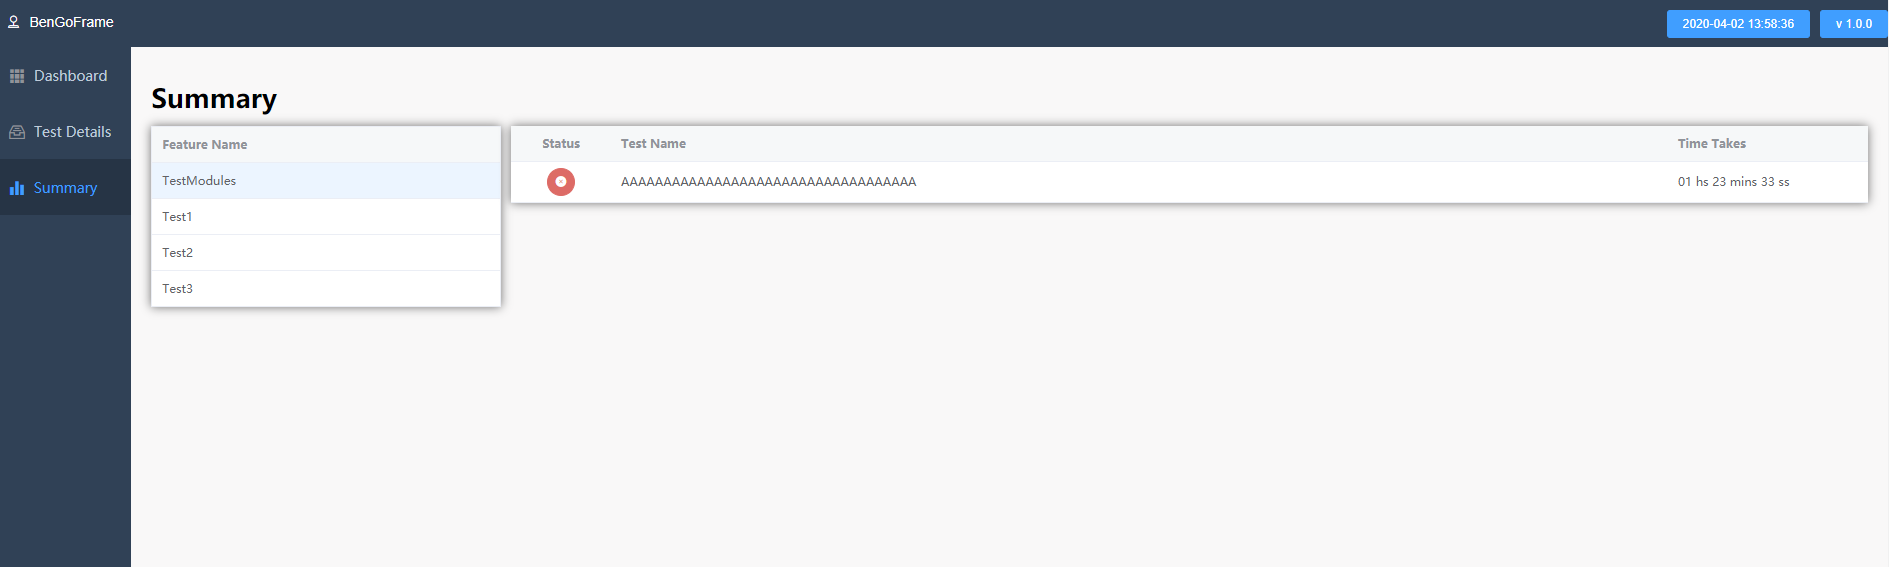 BenGoFrame
2020-04-02 13:58:36
v 1.0.0
Dashboard
Test Details
Summary
Summary
Feature Name
TestModules
Test1
Test2
Test3
Status Test Name Time Takes
AAAAAAAAAAAAAAAAAAAAAAAAAAAAAAAAAAA 01 hs 23 mins 33 ss